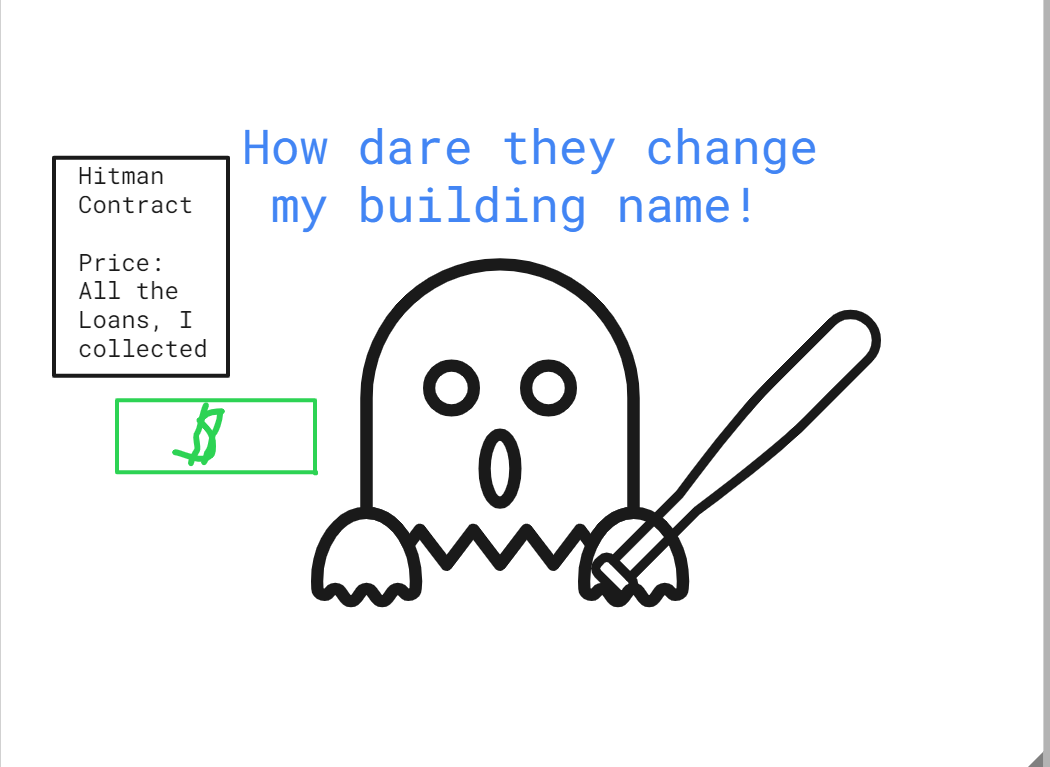 How dare they change
my building name!
Hitman
Contract
Price:
All the
Loans, I
collected
$